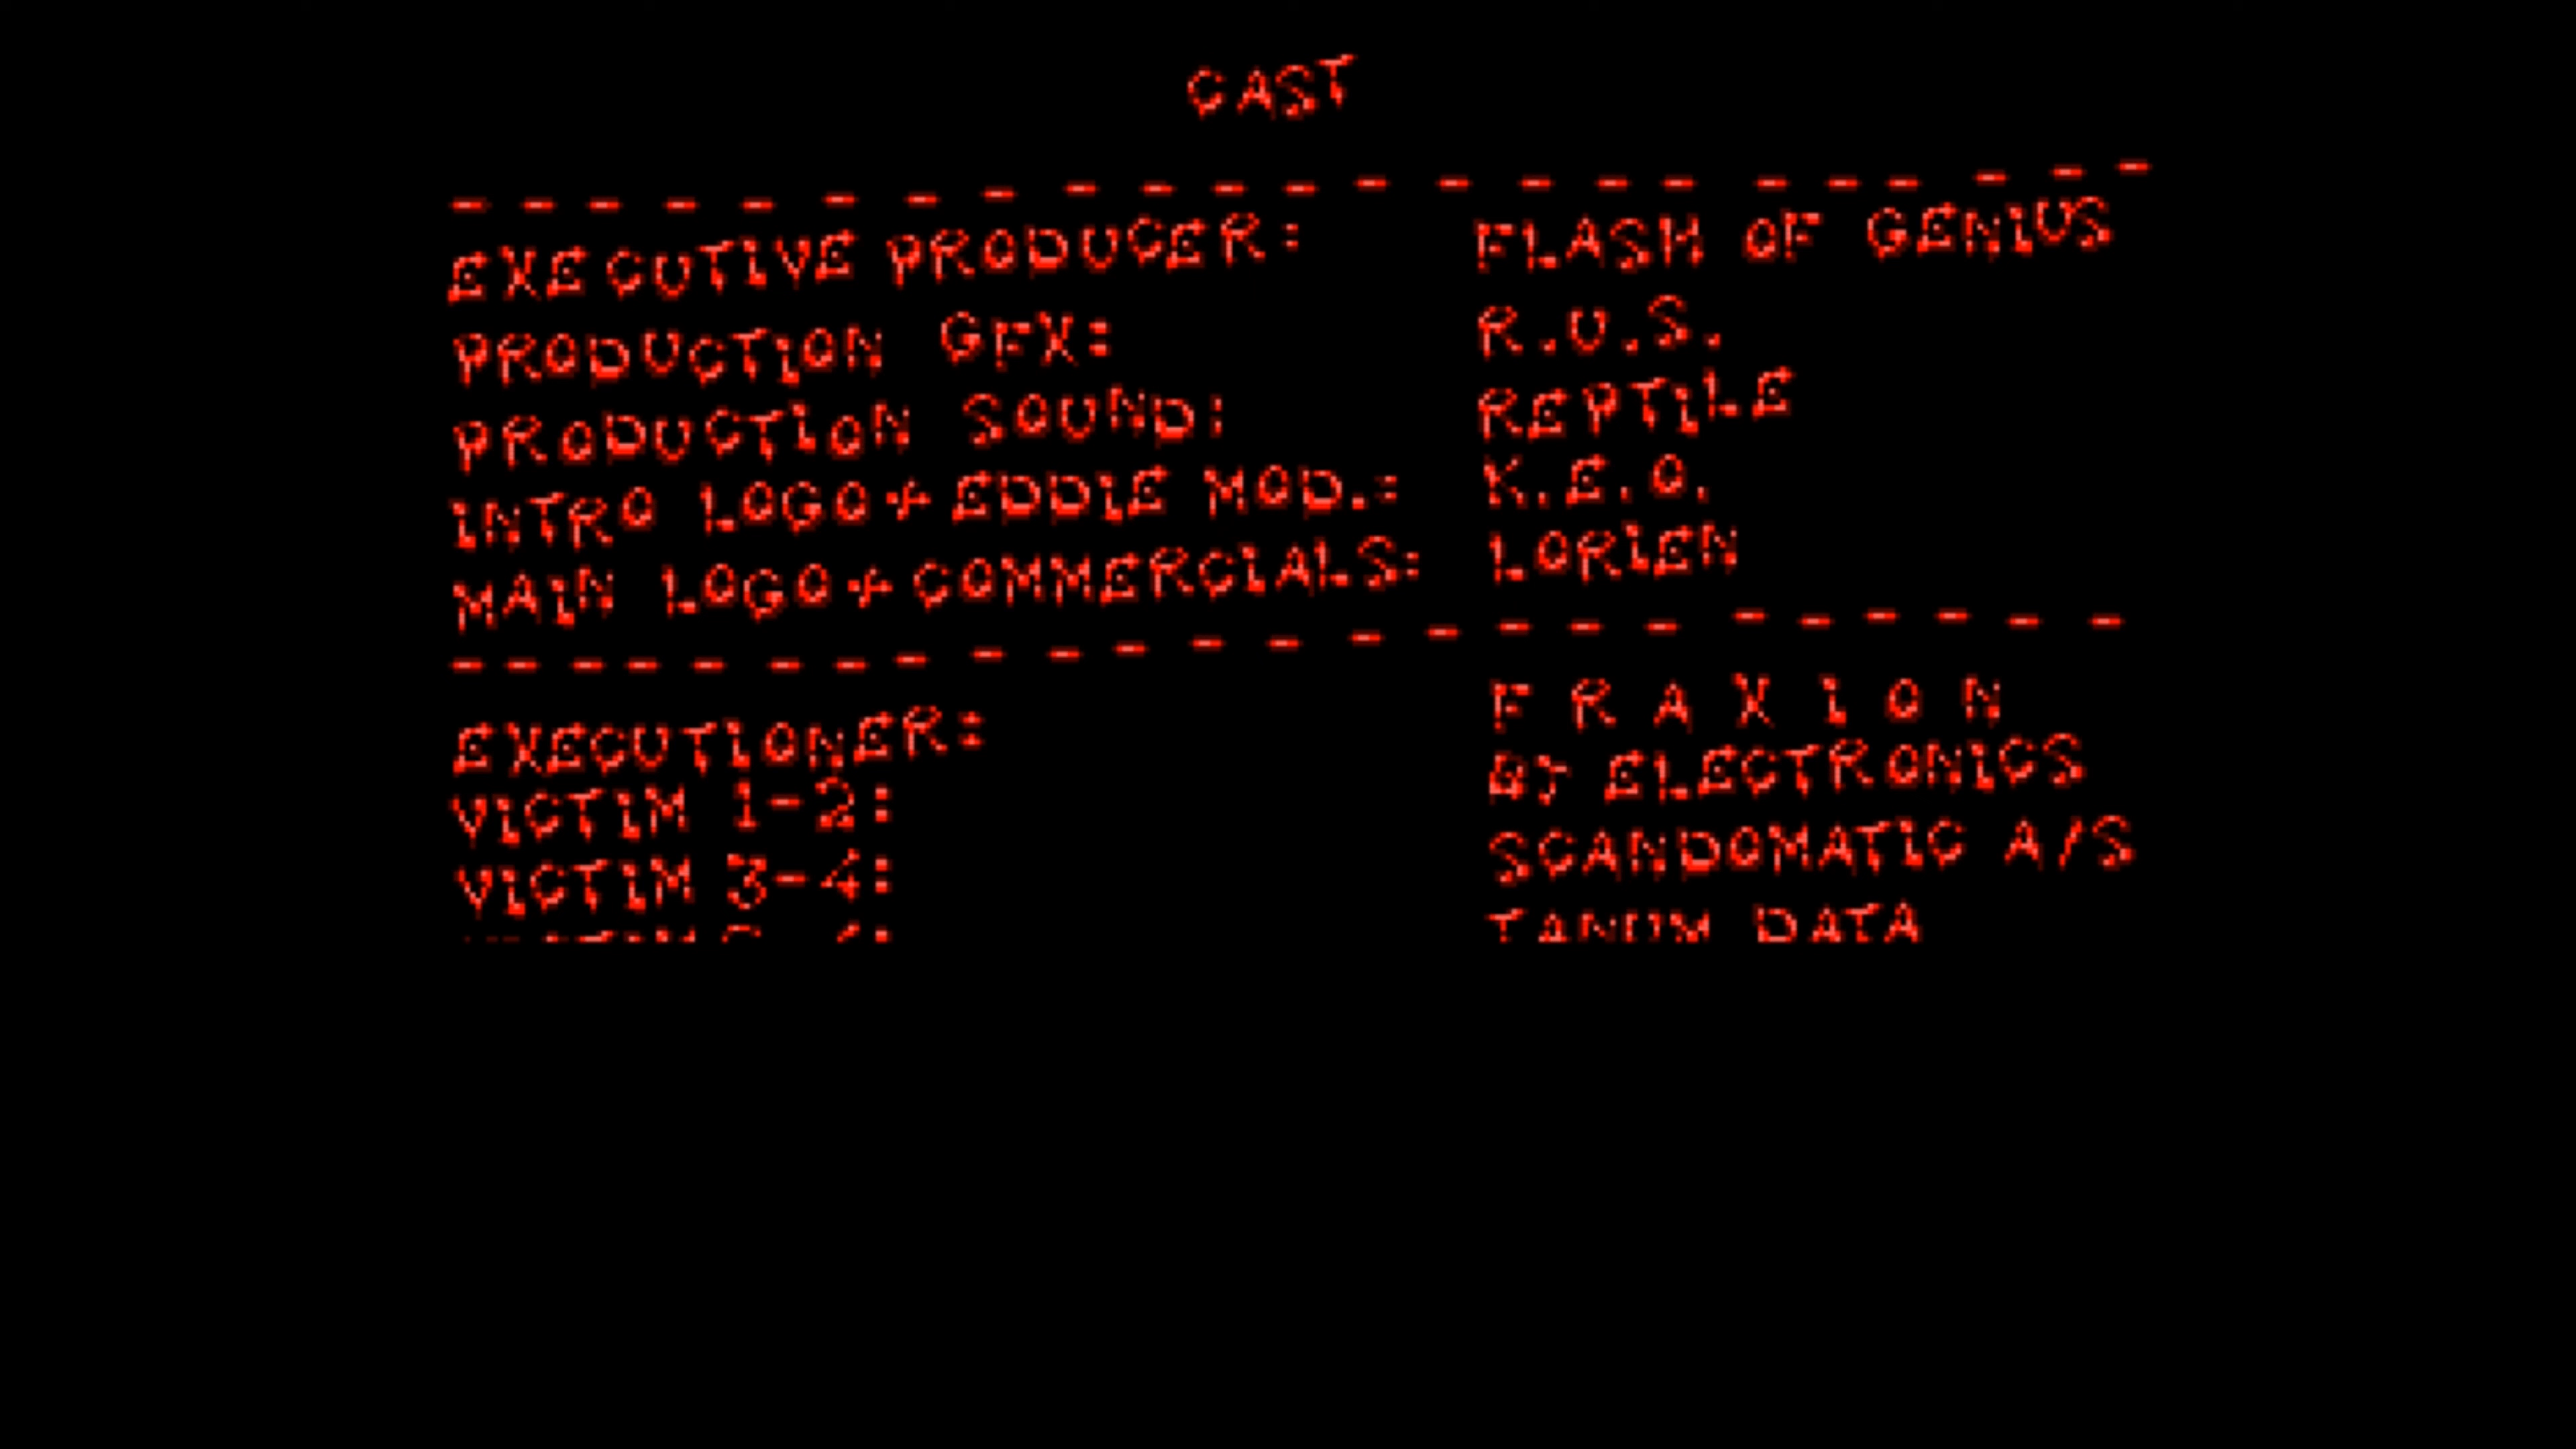 CAST
- - - - - - - - - - - - - - - - - - - - - - -
EXECUTIVE PRODUCER: FLASH OF GENIUS
PRODUCTION GFX: R.U.S.
PRODUCTION SOUND: REPTILE
INTRO LOGO+EDDIE MOD.: K.E.O.
MAIN LOGO+COMMERCIALS: LORIEN
- - - - - - - - - - - - - - - - - - - - - - -
EXECUTIONER: F R A X I O N
VICTIM 1-2: BJ ELECTRONICS
VICTIM 3-4: SCANDOMATIC A/S
TANUM DATA